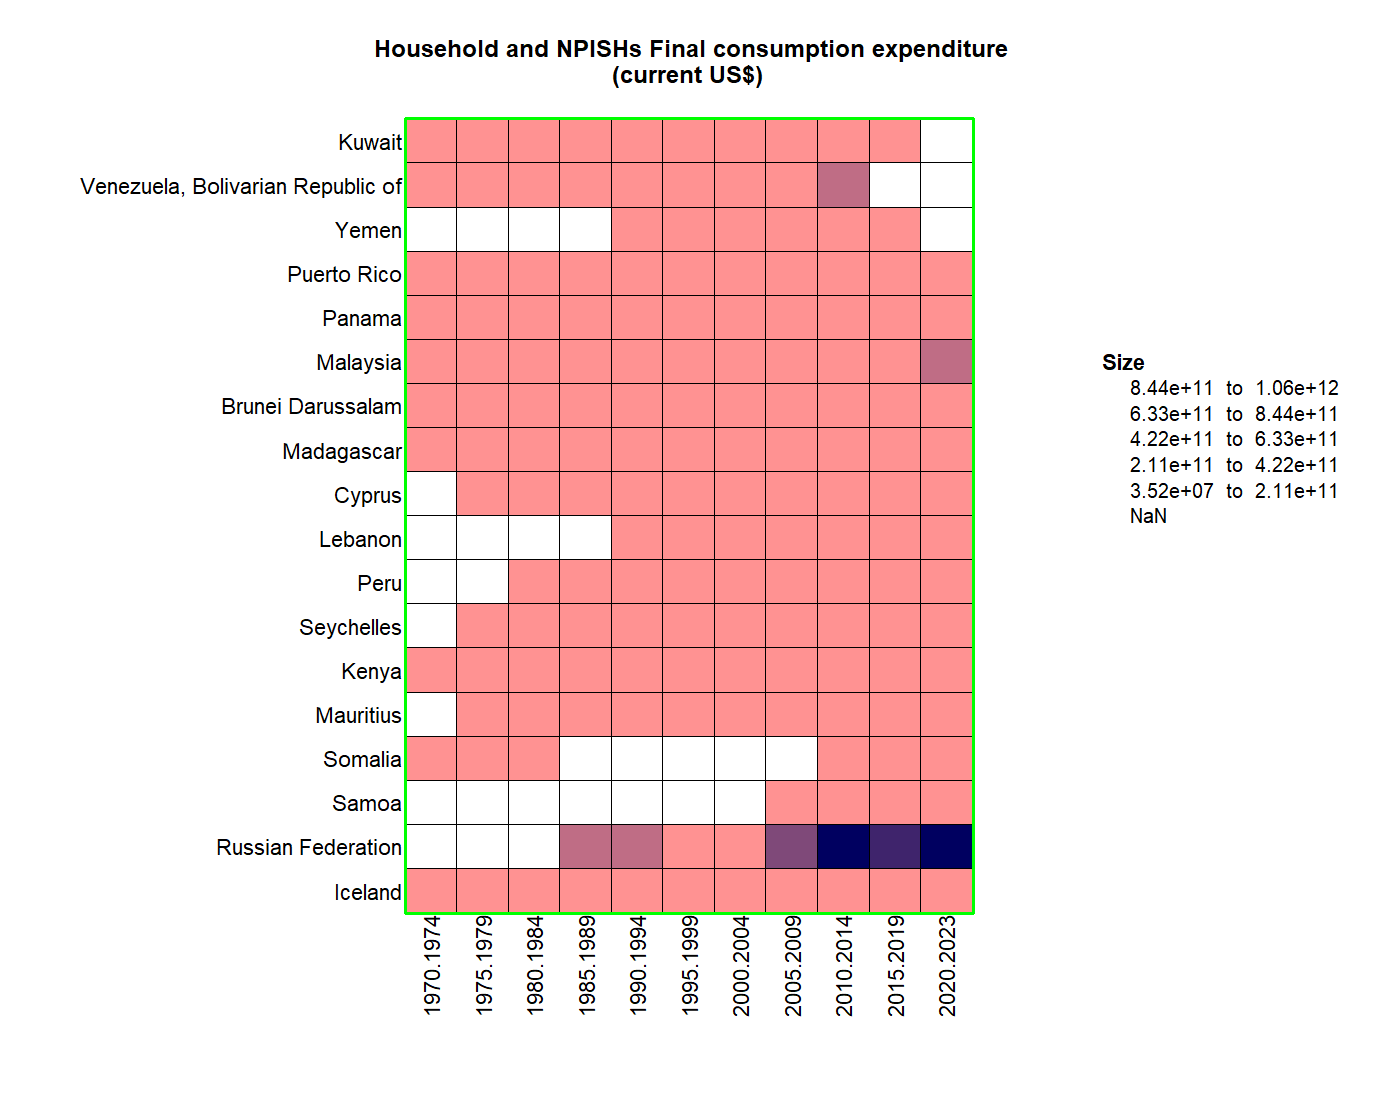 Household and NPISHs Final consumption expenditure
(current US$)
Kuwait
Venezuela, Bolivarian Republic of
Yemen
Puerto Rico
Panama
Malaysia
Brunei Darussalam
Madagascar
Cyprus
Lebanon
Peru
Seychelles
Kenya
Mauritius
Somalia
Samoa
Russian Federation
Iceland
1970.1974
1975.1979
1980.1984
1985.1989
1990.1994
1995.1999
2000.2004
2005.2009
2010.2014
2015.2019
2020.2023
Size
8.44e+11 to 1.06e+12
6.33e+11 to 8.44e+11
4.22e+11 to 6.33e+11
2.11e+11 to 4.22e+11
3.52e+07 to 2.11e+11
NaN